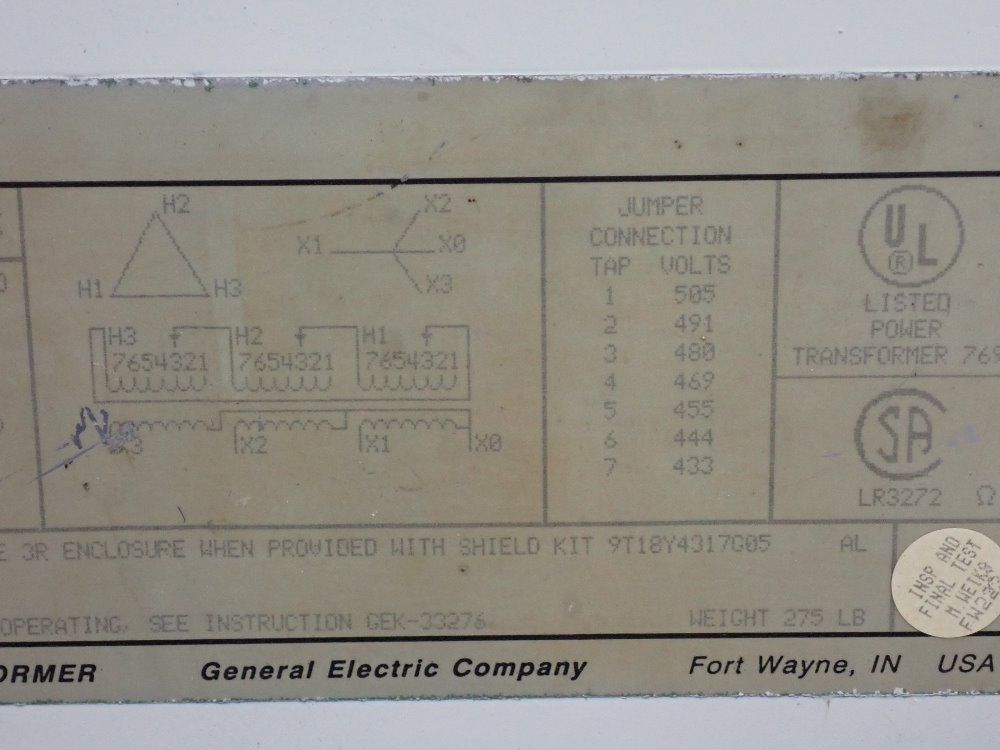 H2
H1 H3
X2
X1 X0
X3
H3 H2 H1
7654321 7654321 7654321
X2 X1 X0
JUMPER
CONNECTION
TAP VOLTS
1 505
2 491
3 480
4 469
5 455
6 444
7 433
UL
®
LISTED
POWER
TRANSFORMER
SA
LR3272 Ω
E 3R ENCLOSURE WHEN PROVIDED WITH SHIELD KIT 9T18Y4317G05 AL
OPERATING, SEE INSTRUCTION GEK-33276 WEIGHT 275 LB
INSP AND
FINAL TEST
ORMER General Electric Company Fort Wayne, IN USA